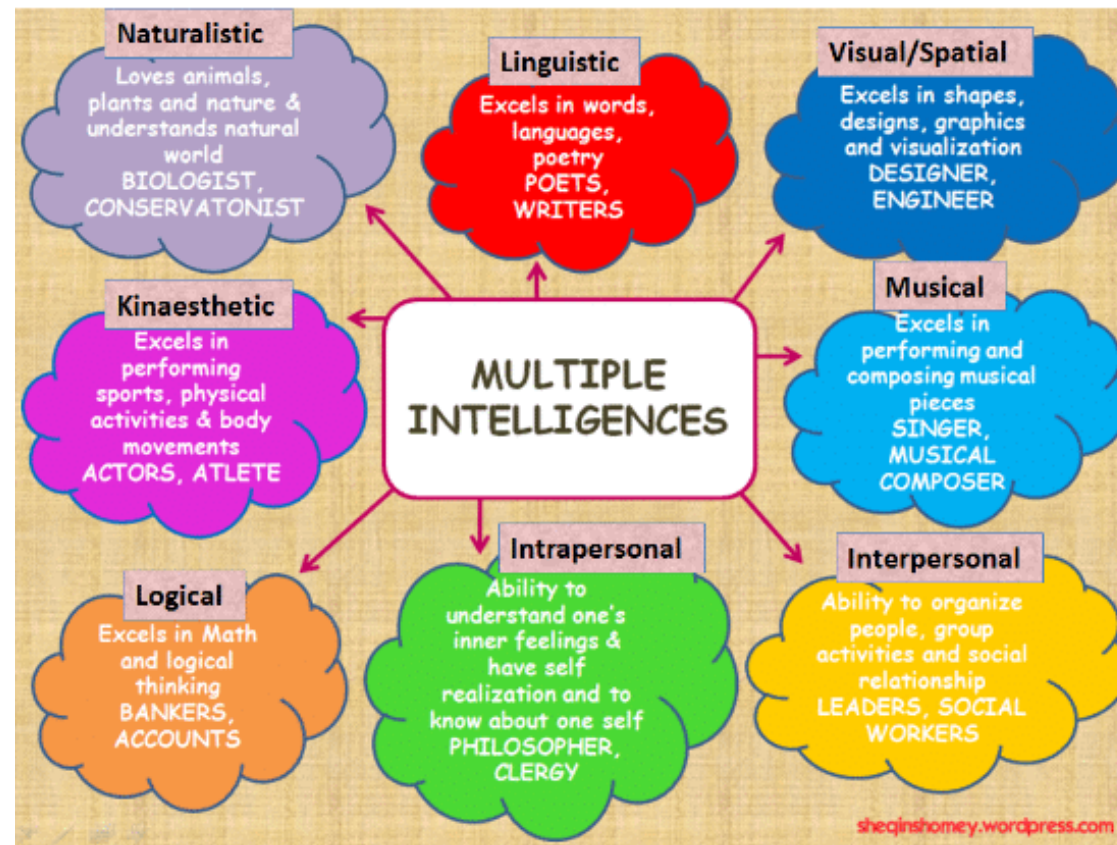 Naturalistic
Loves animals,
plants and nature &
understands natural
world
BIOLOGIST,
CONSERVATONIST
Linguistic
Excels in words,
languages,
poetry
POETS,
WRITERS
Visual/Spatial
Excels in shapes,
designs, graphics
and visualization
DESIGNER,
ENGINEER
Kinaesthetic
Excels in
performing
sports, physical
activities & body
movements
ACTORS, ATLETE
MULTIPLE
INTELLIGENCES
Musical
Excels in
performing and
composing musical
pieces
SINGER,
MUSICAL
COMPOSER
Logical
Excels in Math
and logical
thinking
BANKERS,
ACCOUNTS
Intrapersonal
Ability to
understand one's
inner feelings &
have self
realization and to
know about one self
PHILOSOPHER,
CLERGY
Interpersonal
Ability to organize
people, group
activities and social
relationship
LEADERS, SOCIAL
WORKERS
sheqinshomey.wordpress.com